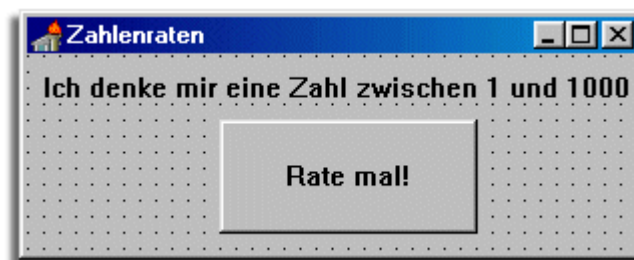 Zahlenraten
Ich denke mir eine Zahl zwischen 1 und 1000
Rate mal!